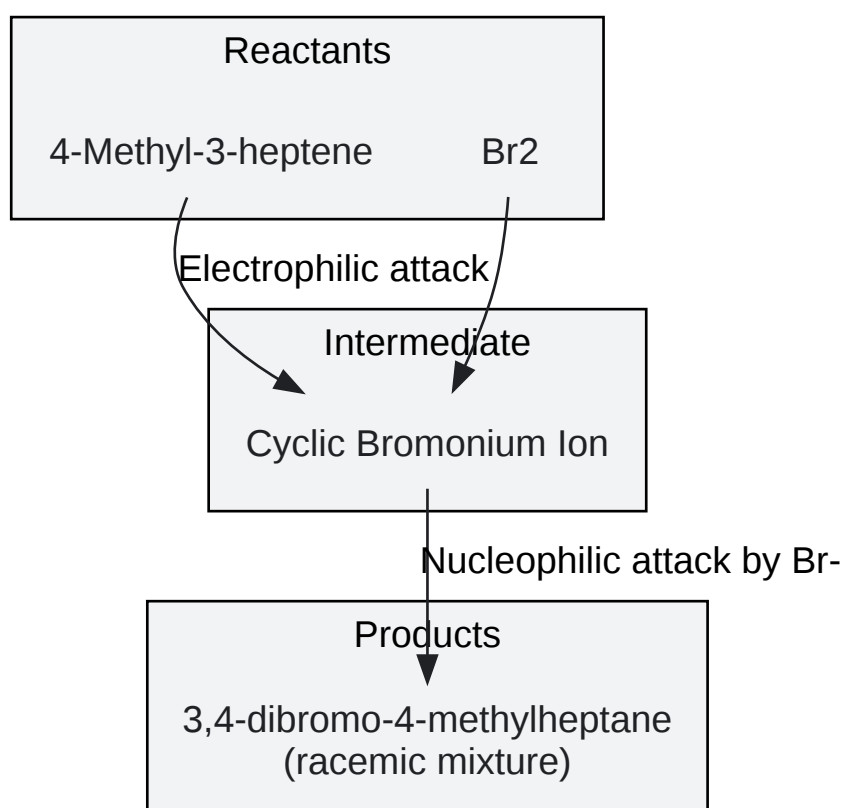 Reactants
4-Methyl-3-heptene
Br2
Electrophilic attack
Intermediate
Cyclic Bromonium Ion
Nucleophilic attack by Br-
Products
3,4-dibromo-4-methylheptane
(racemic mixture)